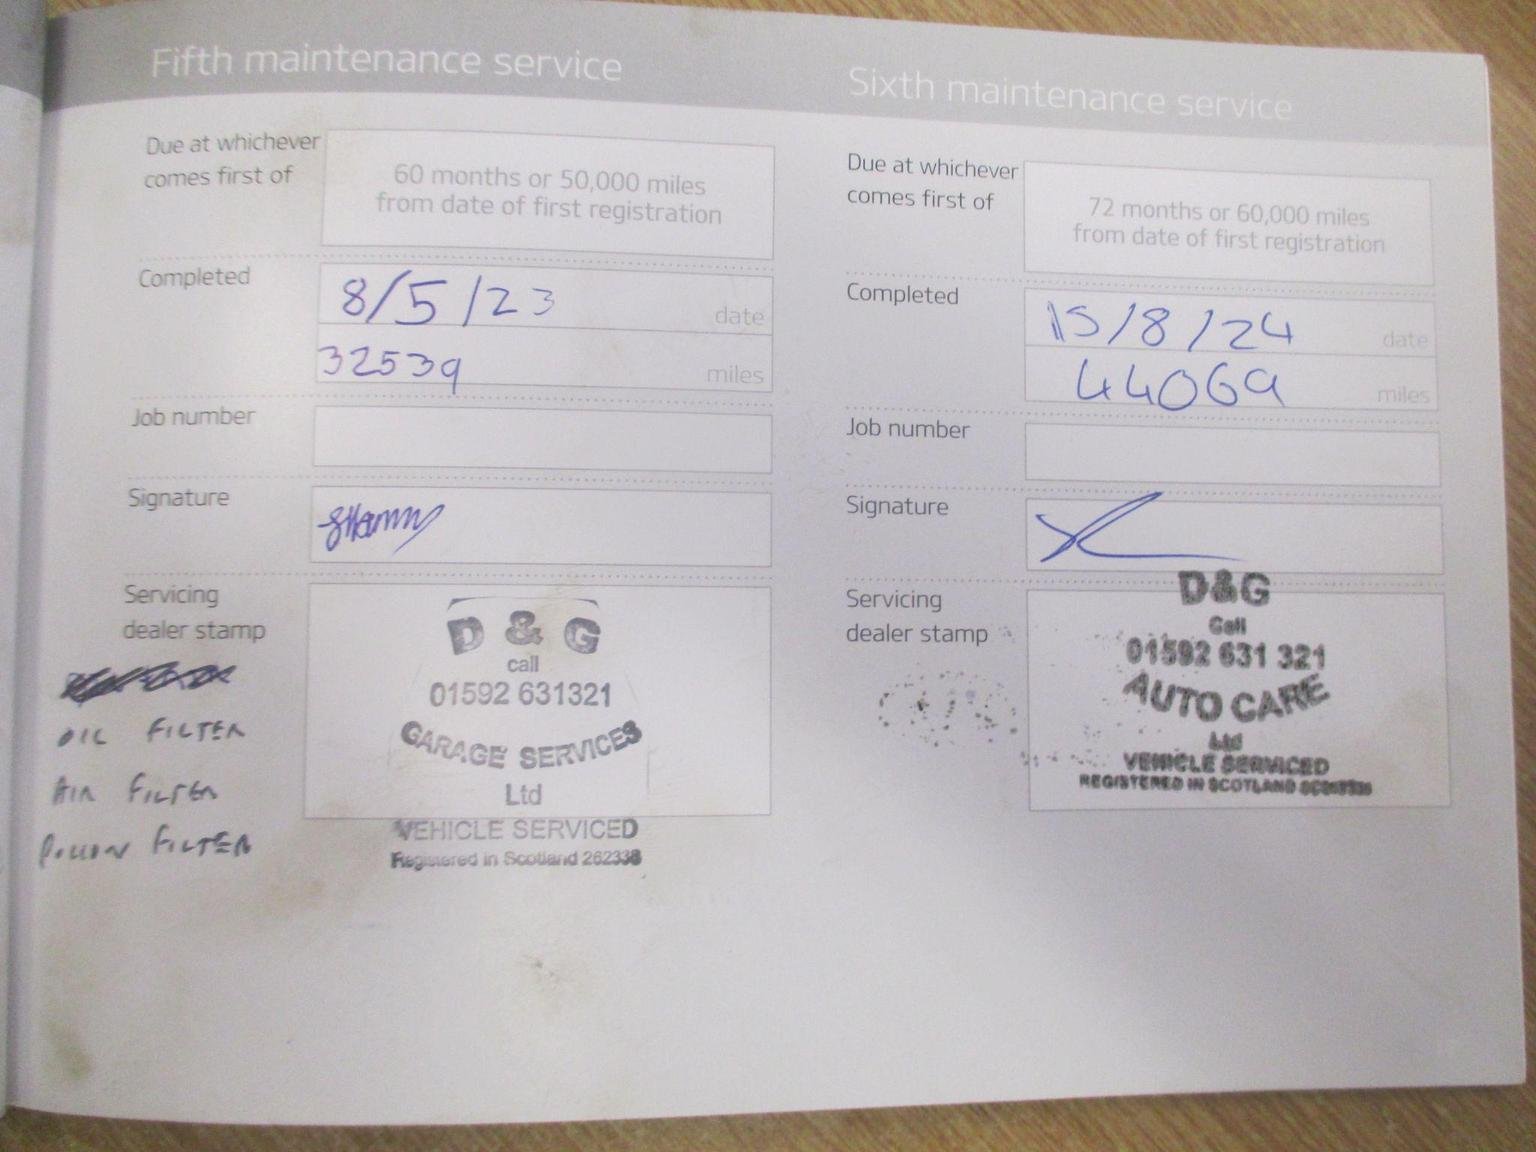 Fifth maintenance service
Due at whichever
comes first of
60 months or 50,000 miles
from date of first registration
Completed
8/5/23
date
32539
miles
Job number
Signature
Servicing
dealer stamp
D & G
call
01592 631321
GARAGE SERVICES
Ltd
VEHICLE SERVICED
Registered in Scotland 262338
OIL FILTER
AIR FILTER
POLLEN FILTER
Sixth maintenance service
Due at whichever
comes first of
72 months or 60,000 miles
from date of first registration
Completed
15/8/24
date
44069
miles
Job number
Signature
Servicing
dealer stamp
D&G
Call
01592 631 321
AUTO CARE
Ltd
VEHICLE SERVICED
REGISTERED IN SCOTLAND